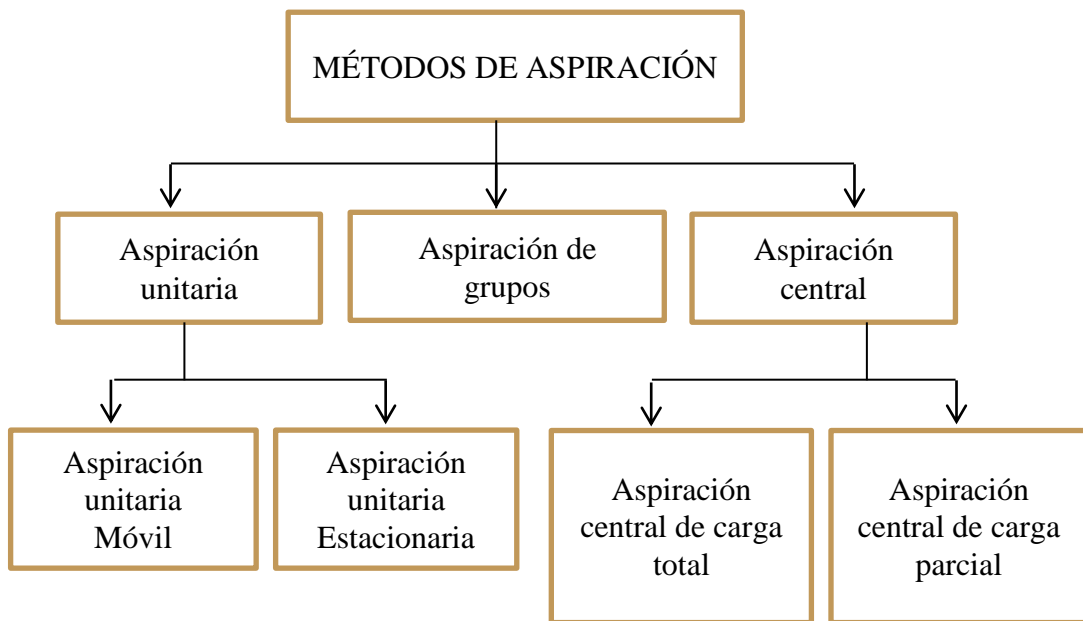 MÉTODOS DE ASPIRACIÓN
Aspiración
unitaria
Aspiración de
grupos
Aspiración
central
Aspiración
unitaria
Móvil
Aspiración
unitaria
Estacionaria
Aspiración
central de carga
total
Aspiración
central de carga
parcial